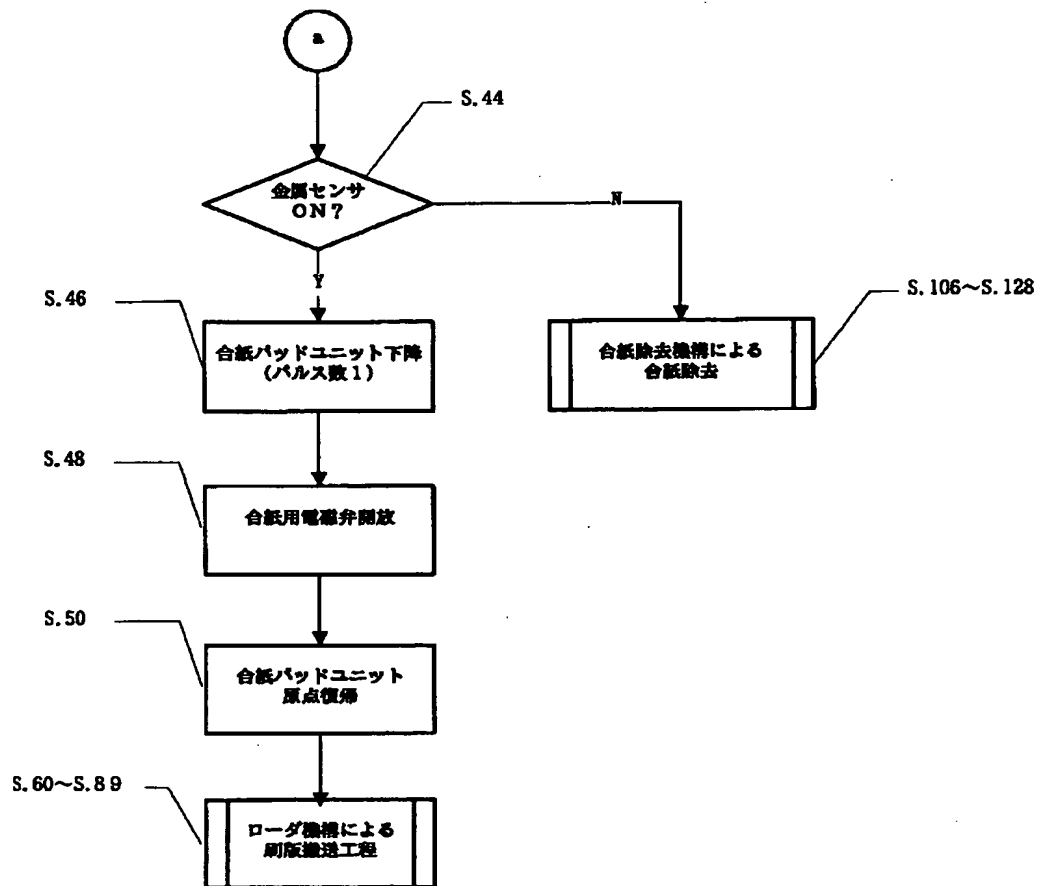 a
S.44
金属センサ
ON?
N
Y
S.46
合紙パッドユニット下降
(パルス数1)
S.106~S.128
合紙除去機構による
合紙除去
S.48
合紙用電磁弁開放
S.50
合紙パッドユニット
原点復帰
S.60~S.89
ローダ機構による
刷版搬送工程